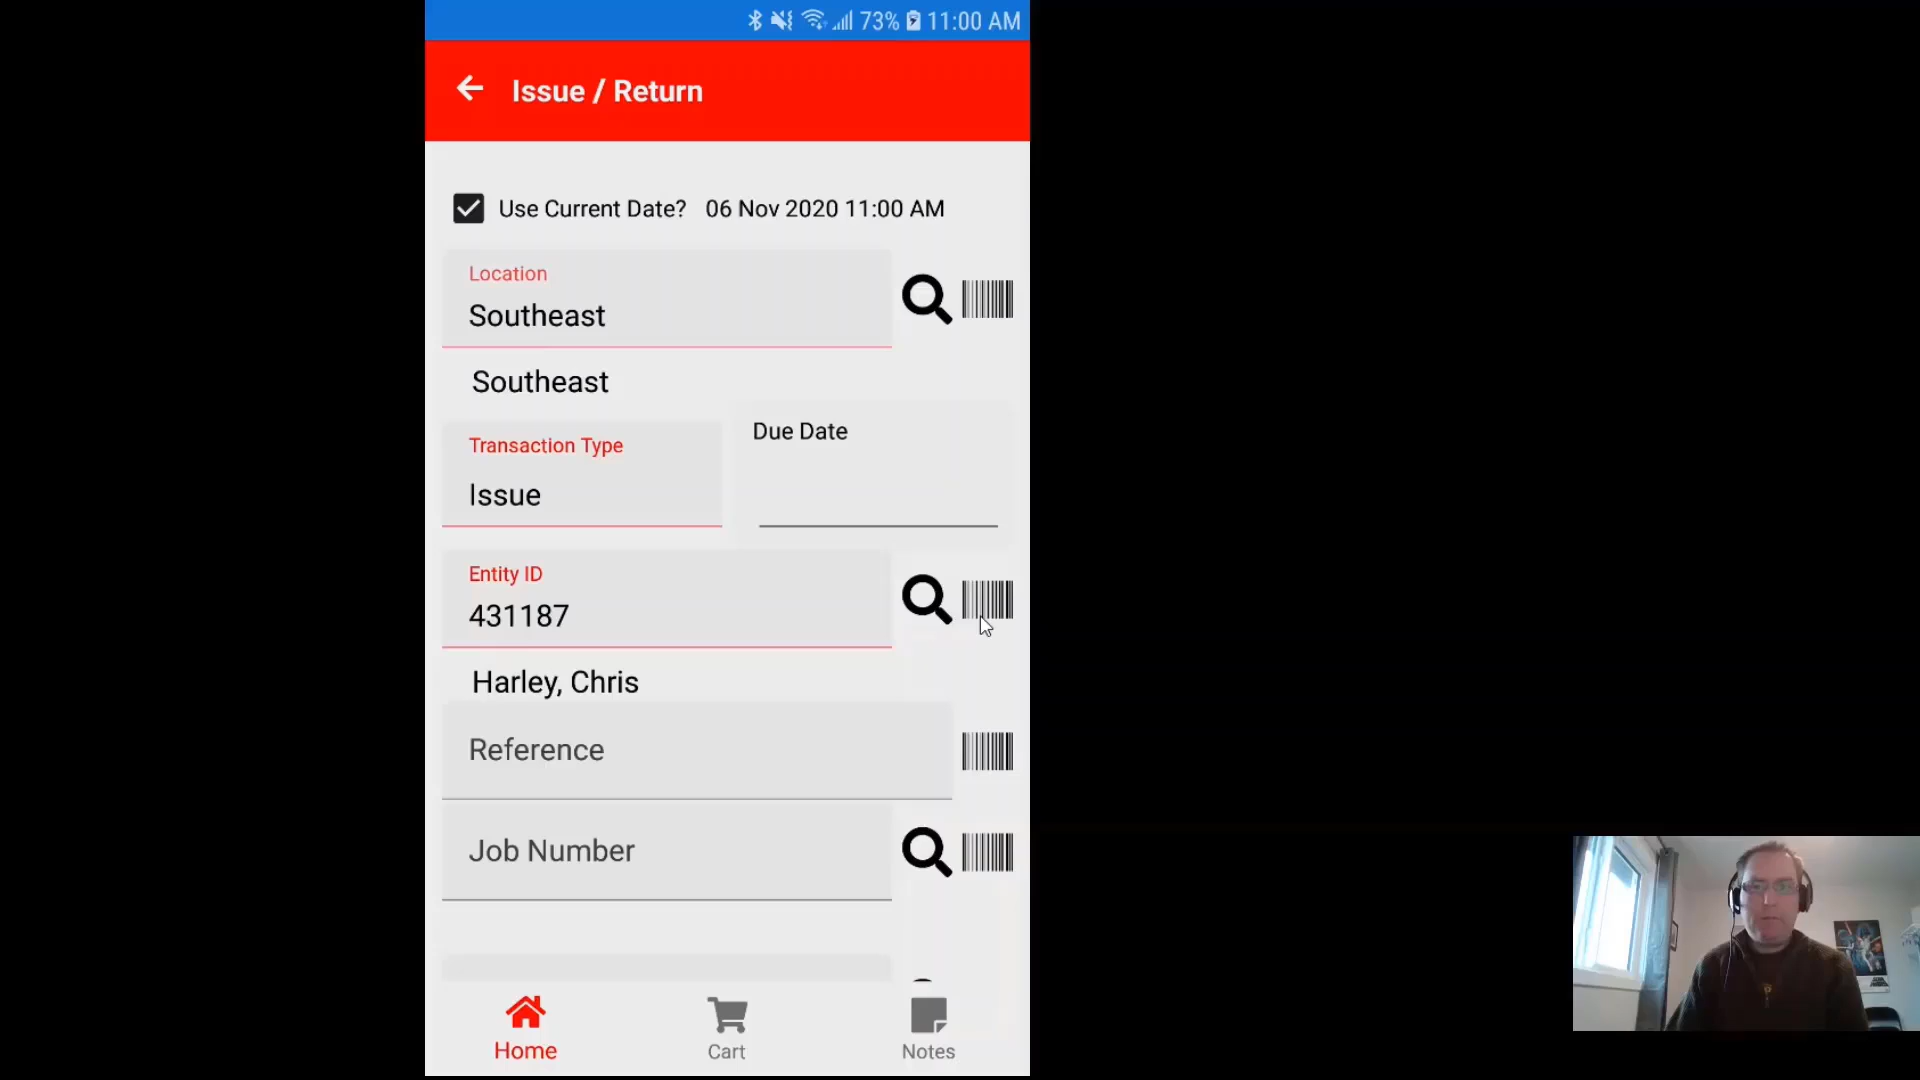 73% 11:00 AM
Issue / Return
Use Current Date? 06 Nov 2020 11:00 AM
Location
Southeast
Southeast
Transaction Type
Due Date
Issue
Entity ID
431187
Harley, Chris
Reference
Job Number
Home
Cart
Notes